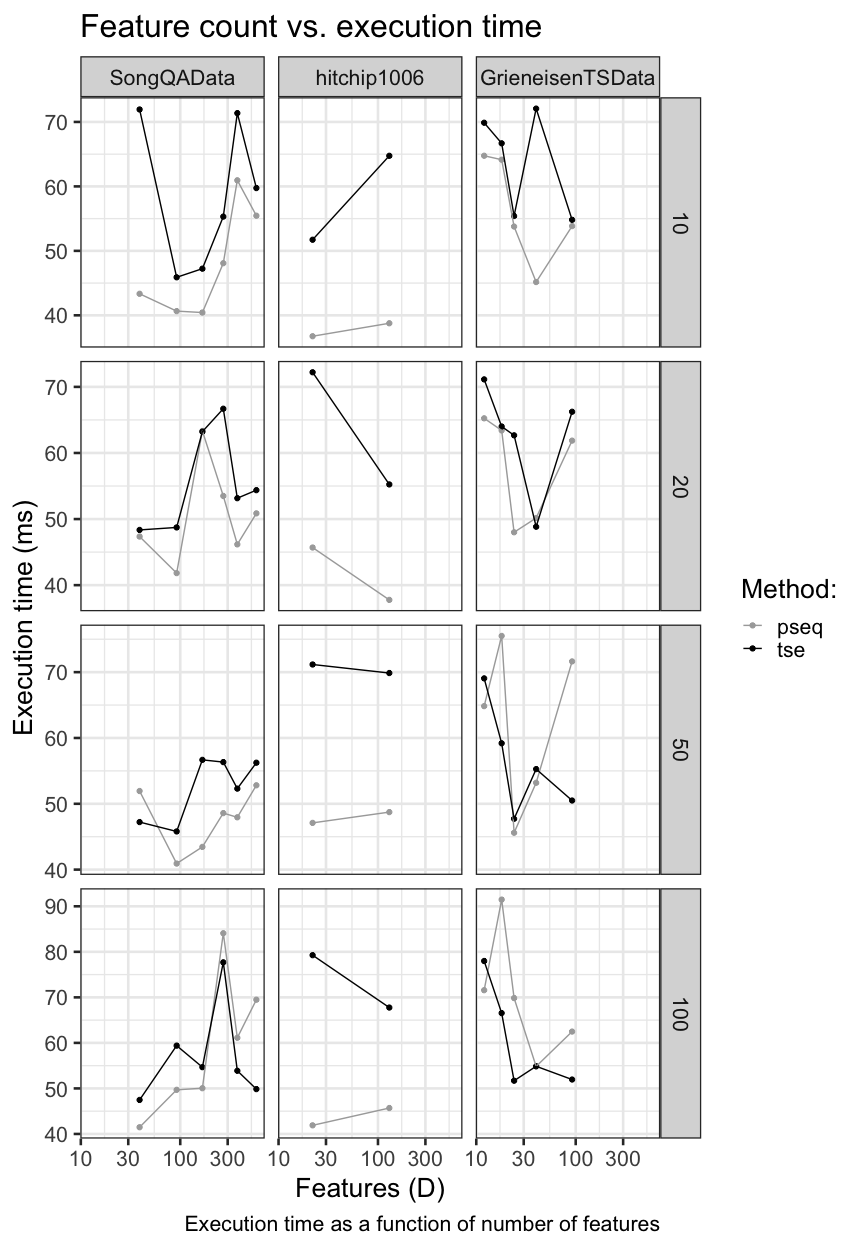 Feature count vs. execution time
SongQAData hitchip1006 GrieneisenTSData
70
60
50
40
10
70
60
50
40
20
Execution time (ms)
Method:
pseq
tse
70
60
50
40
50
90
80
70
60
50
40
100
10 30 100 300 10 30 100 300 10 30 100 300
Features (D)
Execution time as a function of number of features